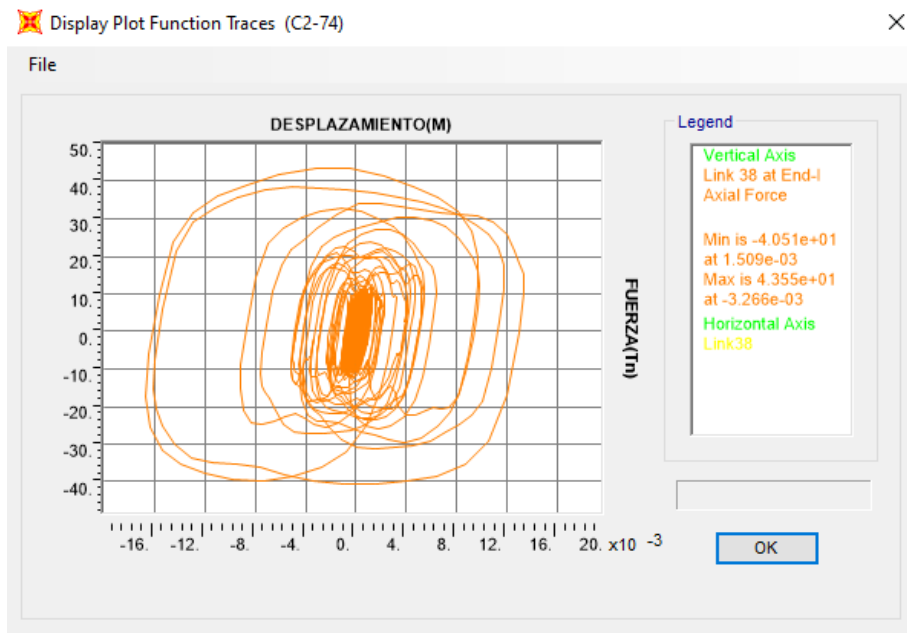 Display Plot Function Traces (C2-74)
File
DESPLAZAMIENTO(M)
50.
40.
30.
20.
10.
0.
-10.
-20.
-30.
-40.
-16. -12. -8. -4. 0. 4. 8. 12. 16. 20. x10 -3
FUERZA(Tn)
Legend
Vertical Axis
Link 38 at End-I
Axial Force
Min is -4.051e+01
at 1.509e-03
Max is 4.355e+01
at -3.266e-03
Horizontal Axis
Link38
OK